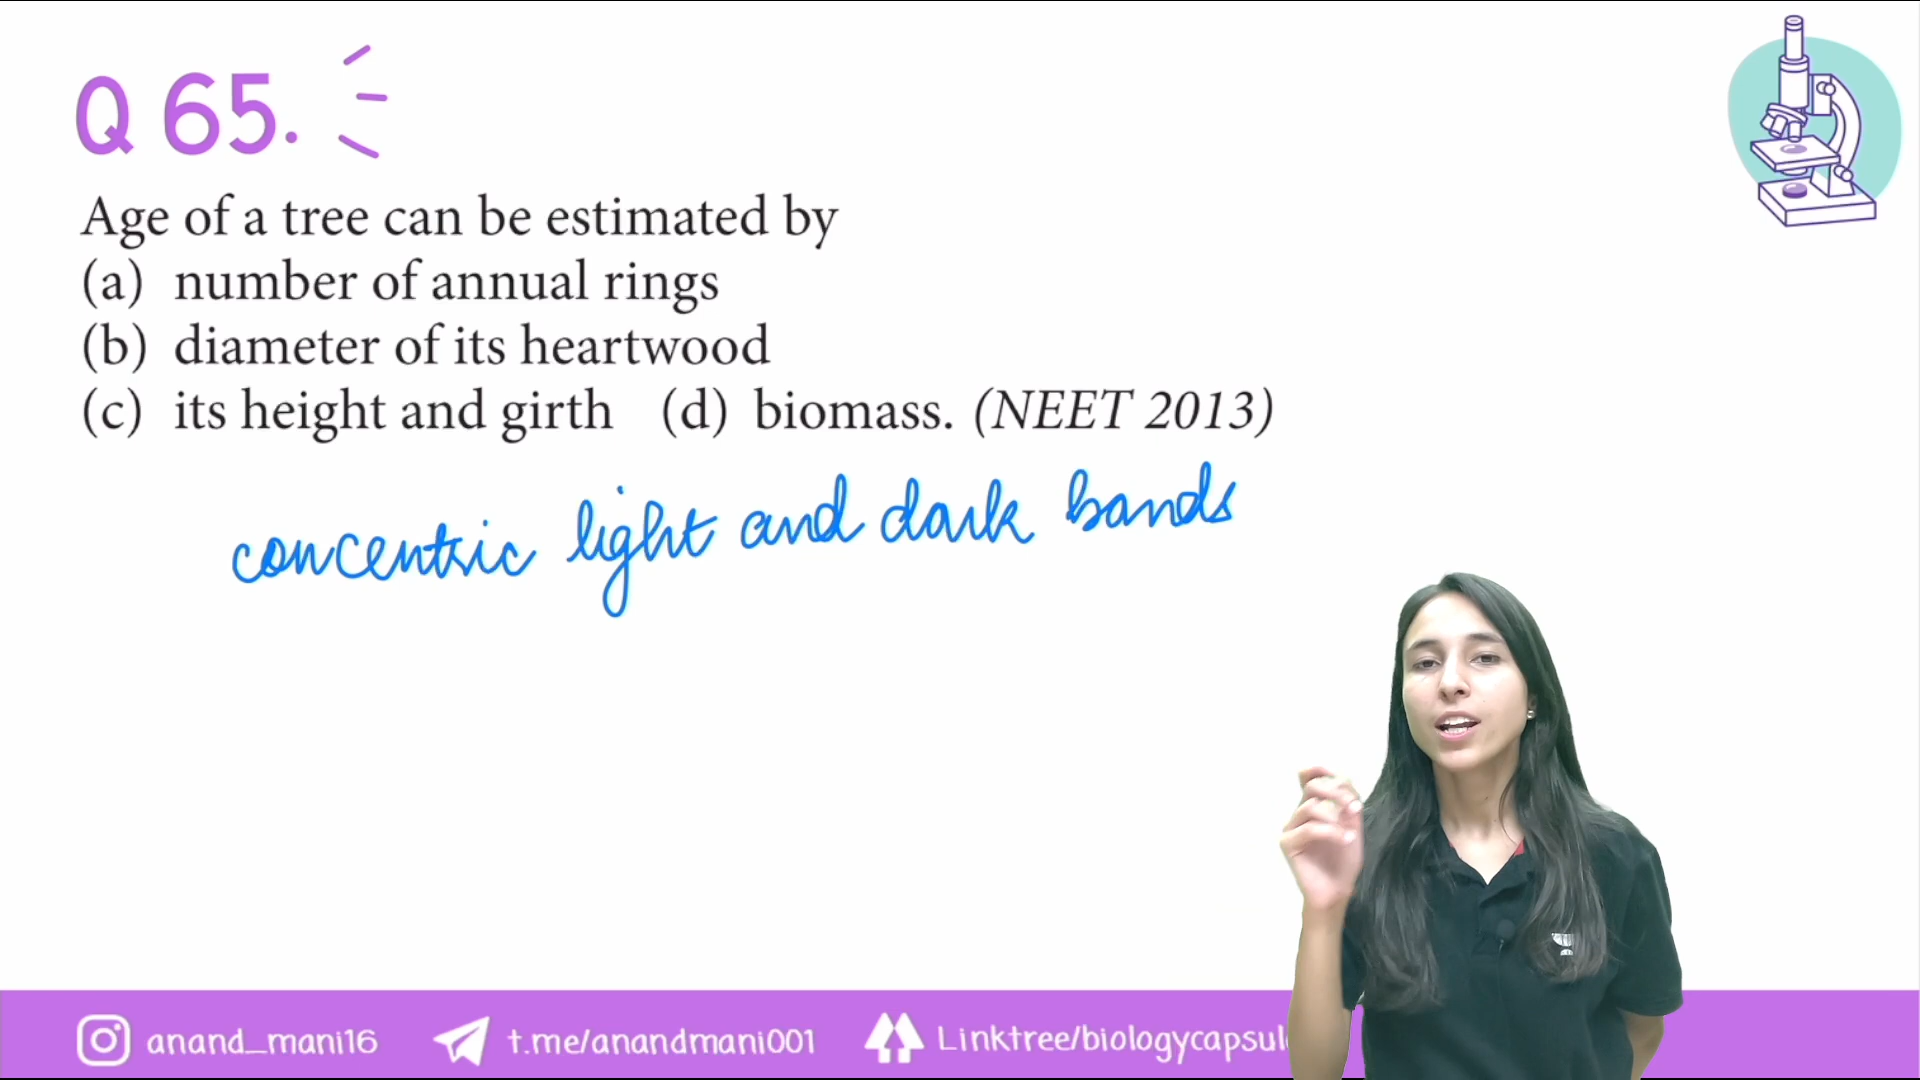 Q 65.
Age of a tree can be estimated by
(a) number of annual rings
(b) diameter of its heartwood
(c) its height and girth (d) biomass. (NEET 2013)
concentric light and dark bands
anand_mani16 t.me/anandmani001 Linktree/biologycapsul